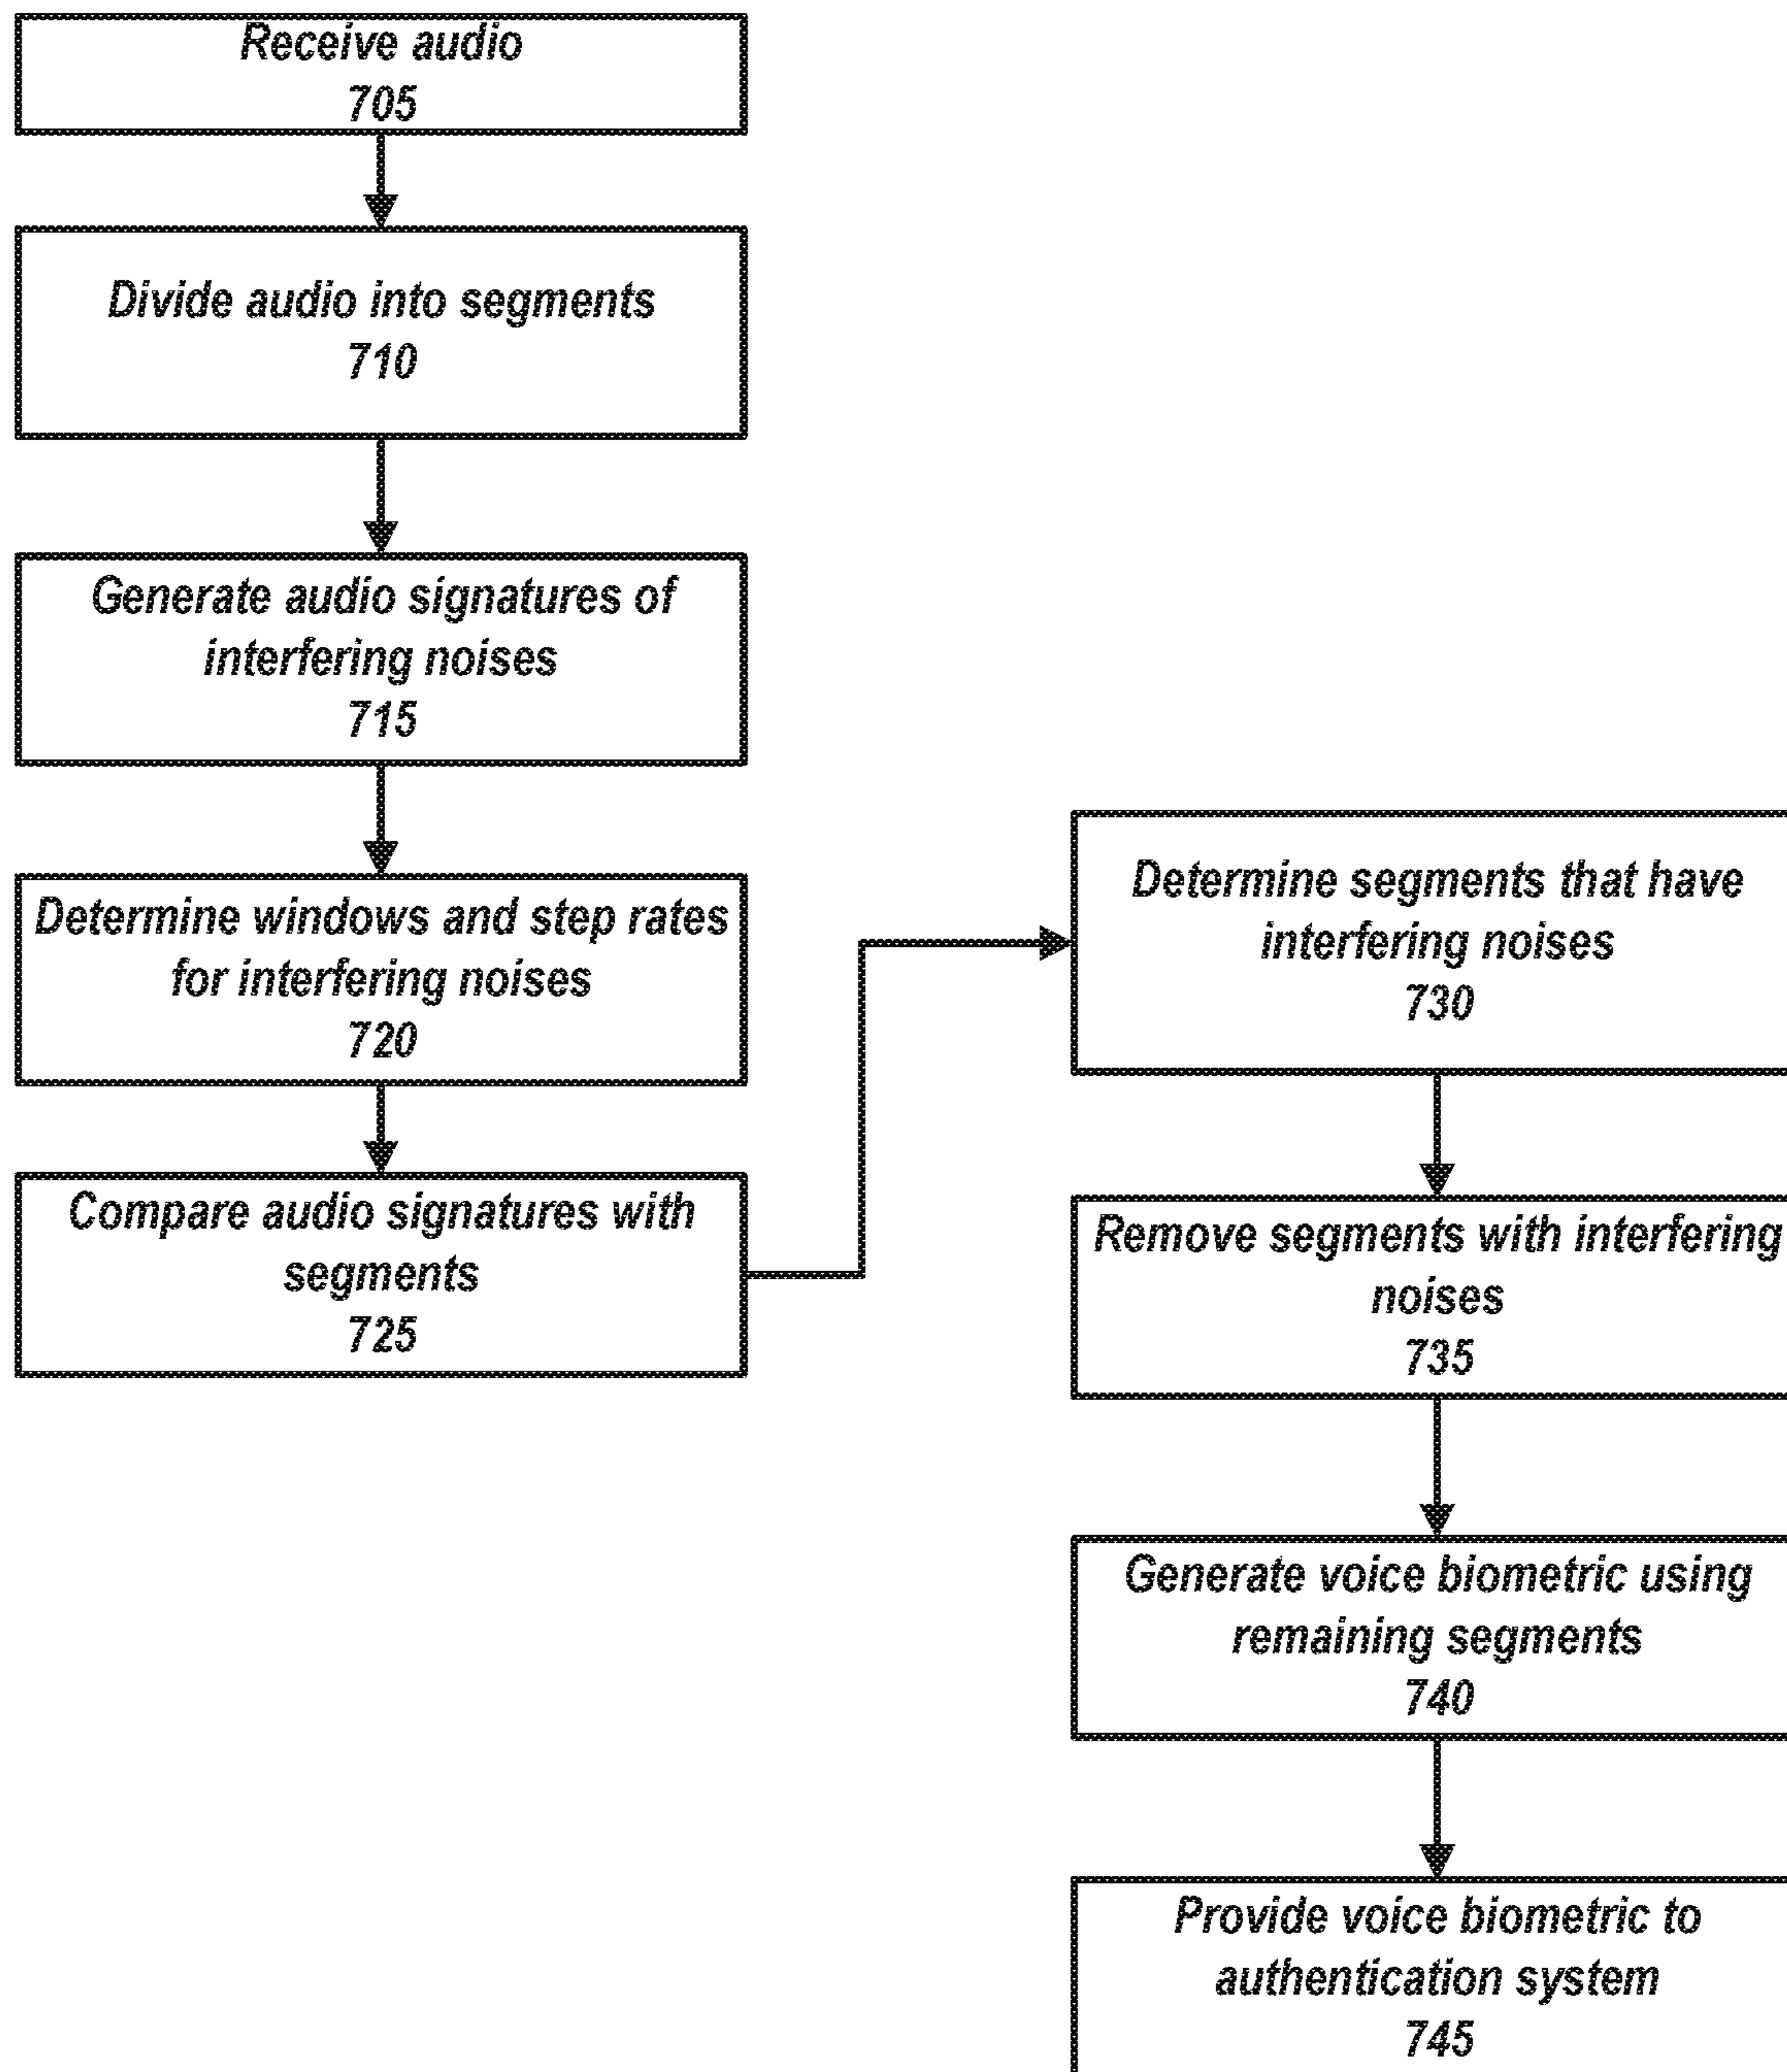 Receive audio
705
Divide audio into segments
710
Generate audio signatures of
interfering noises
715
Determine windows and step rates
for interfering noises
720
Compare audio signatures with
segments
725
Determine segments that have
interfering noises
730
Remove segments with interfering
noises
735
Generate voice biometric using
remaining segments
740
Provide voice biometric to
authentication system
745